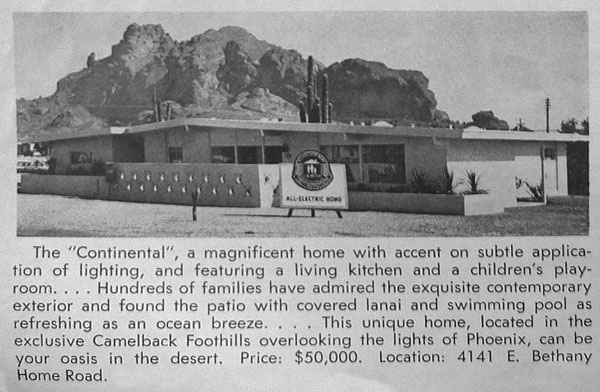 ALL-ELECTRIC HOME
The "Continental", a magnificent home with accent on subtle applica-
tion of lighting, and featuring a living kitchen and a children's play-
room. . . . Hundreds of families have admired the exquisite contemporary
exterior and found the patio with covered lanai and swimming pool as
refreshing as an ocean breeze. . . . This unique home, located in the
exclusive Camelback Foothills overlooking the lights of Phoenix, can be
your oasis in the desert. Price: $50,000. Location: 4141 E. Bethany
Home Road.